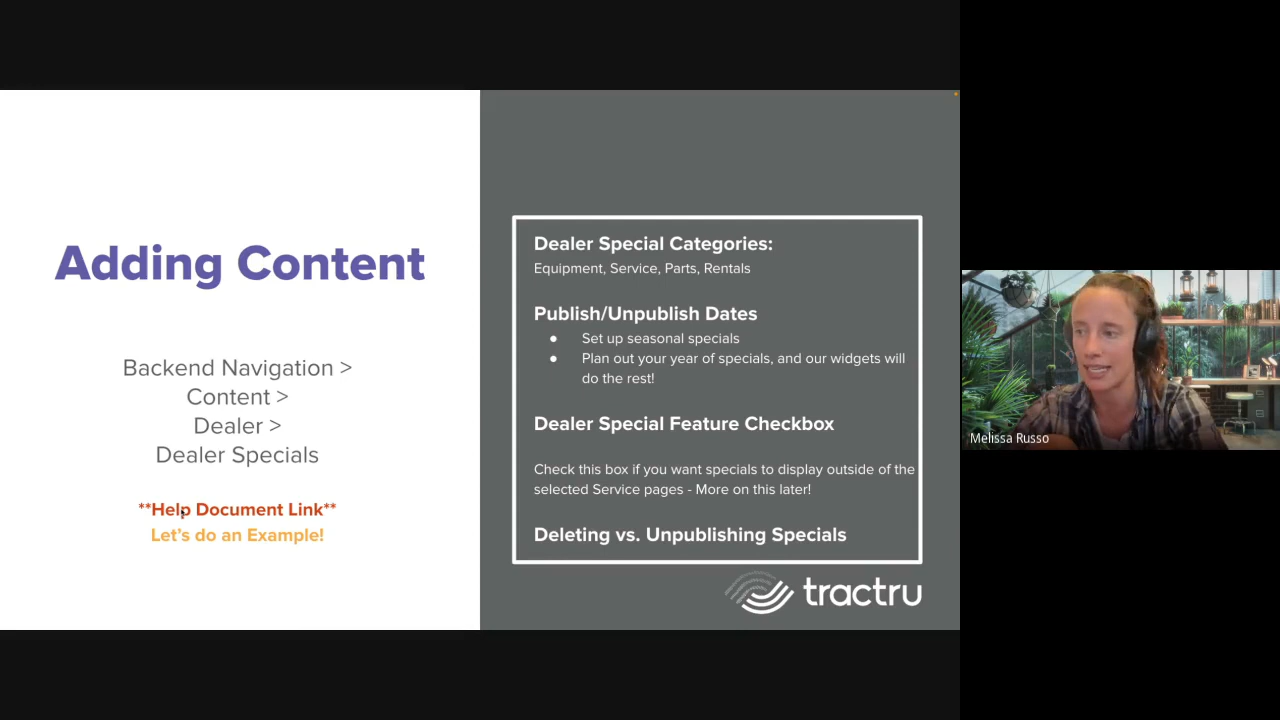 Adding Content
Backend Navigation >
Content >
Dealer >
Dealer Specials
**Help Document Link**
Let's do an Example!
Dealer Special Categories:
Equipment, Service, Parts, Rentals
Publish/Unpublish Dates
● Set up seasonal specials
● Plan out your year of specials, and our widgets will
do the rest!
Dealer Special Feature Checkbox
Check this box if you want specials to display outside of the
selected Service pages - More on this later!
Deleting vs. Unpublishing Specials
tractru
Melissa Russo